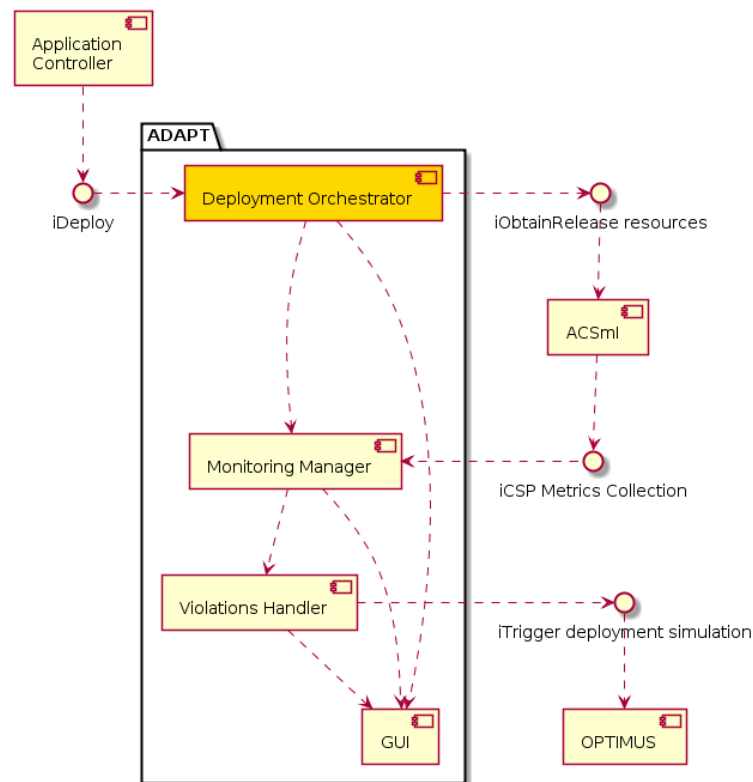 Application
Controller
ADAPT
Deployment Orchestrator
iDeploy
iObtainRelease resources
ACSmI
Monitoring Manager
iCSP Metrics Collection
Violations Handler
iTrigger deployment simulation
GUI
OPTIMUS